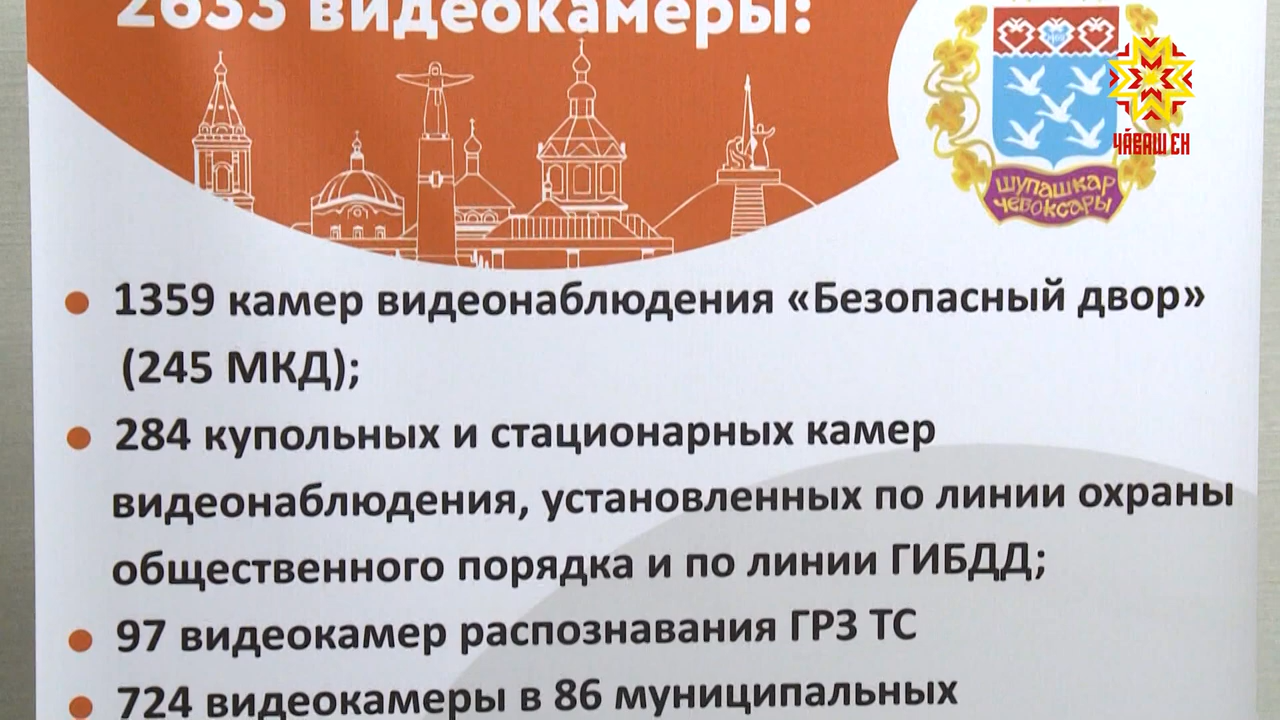 2633 видеокамеры:
ЧӐВАШ ЕН
ШУПАШКАР
ЧЕБОКСАРЫ
• 1359 камер видеонаблюдения «Безопасный двор»
(245 МКД);
• 284 купольных и стационарных камер
видеонаблюдения, установленных по линии охраны
общественного порядка и по линии ГИБДД;
• 97 видеокамер распознавания ГРЗ ТС
• 724 видеокамеры в 86 муниципальных